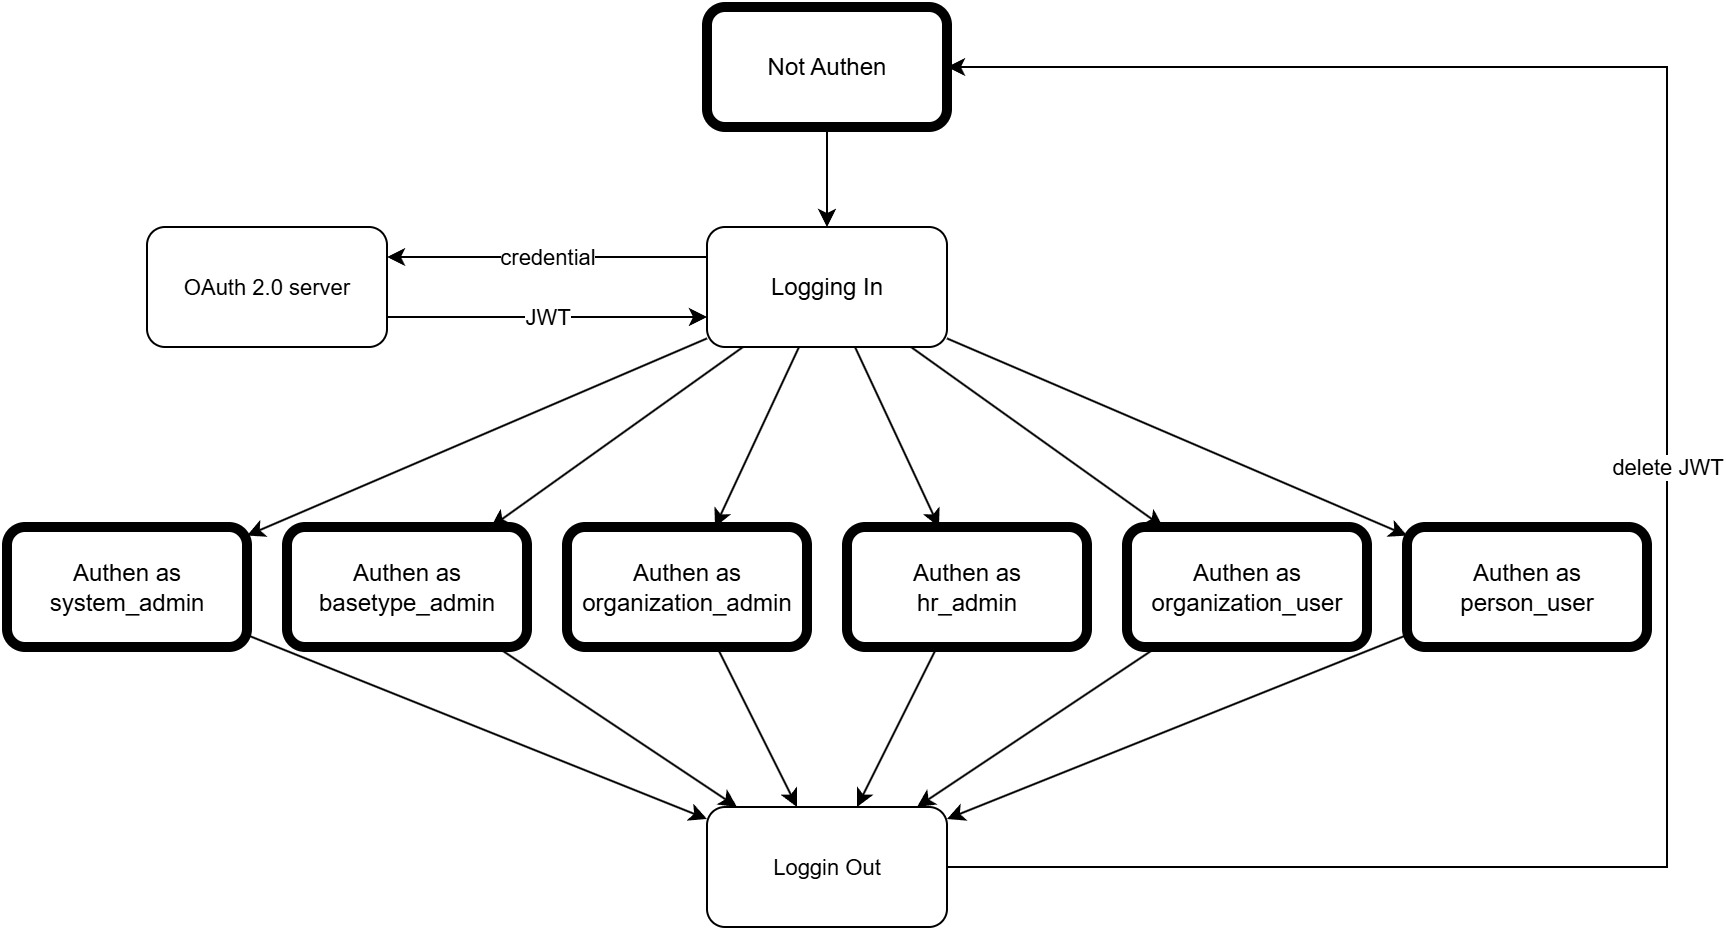 Not Authen
OAuth 2.0 server
credential
JWT
Logging In
delete JWT
Authen as
system_admin
Authen as
basetype_admin
Authen as
organization_admin
Authen as
hr_admin
Authen as
organization_user
Authen as
person_user
Loggin Out